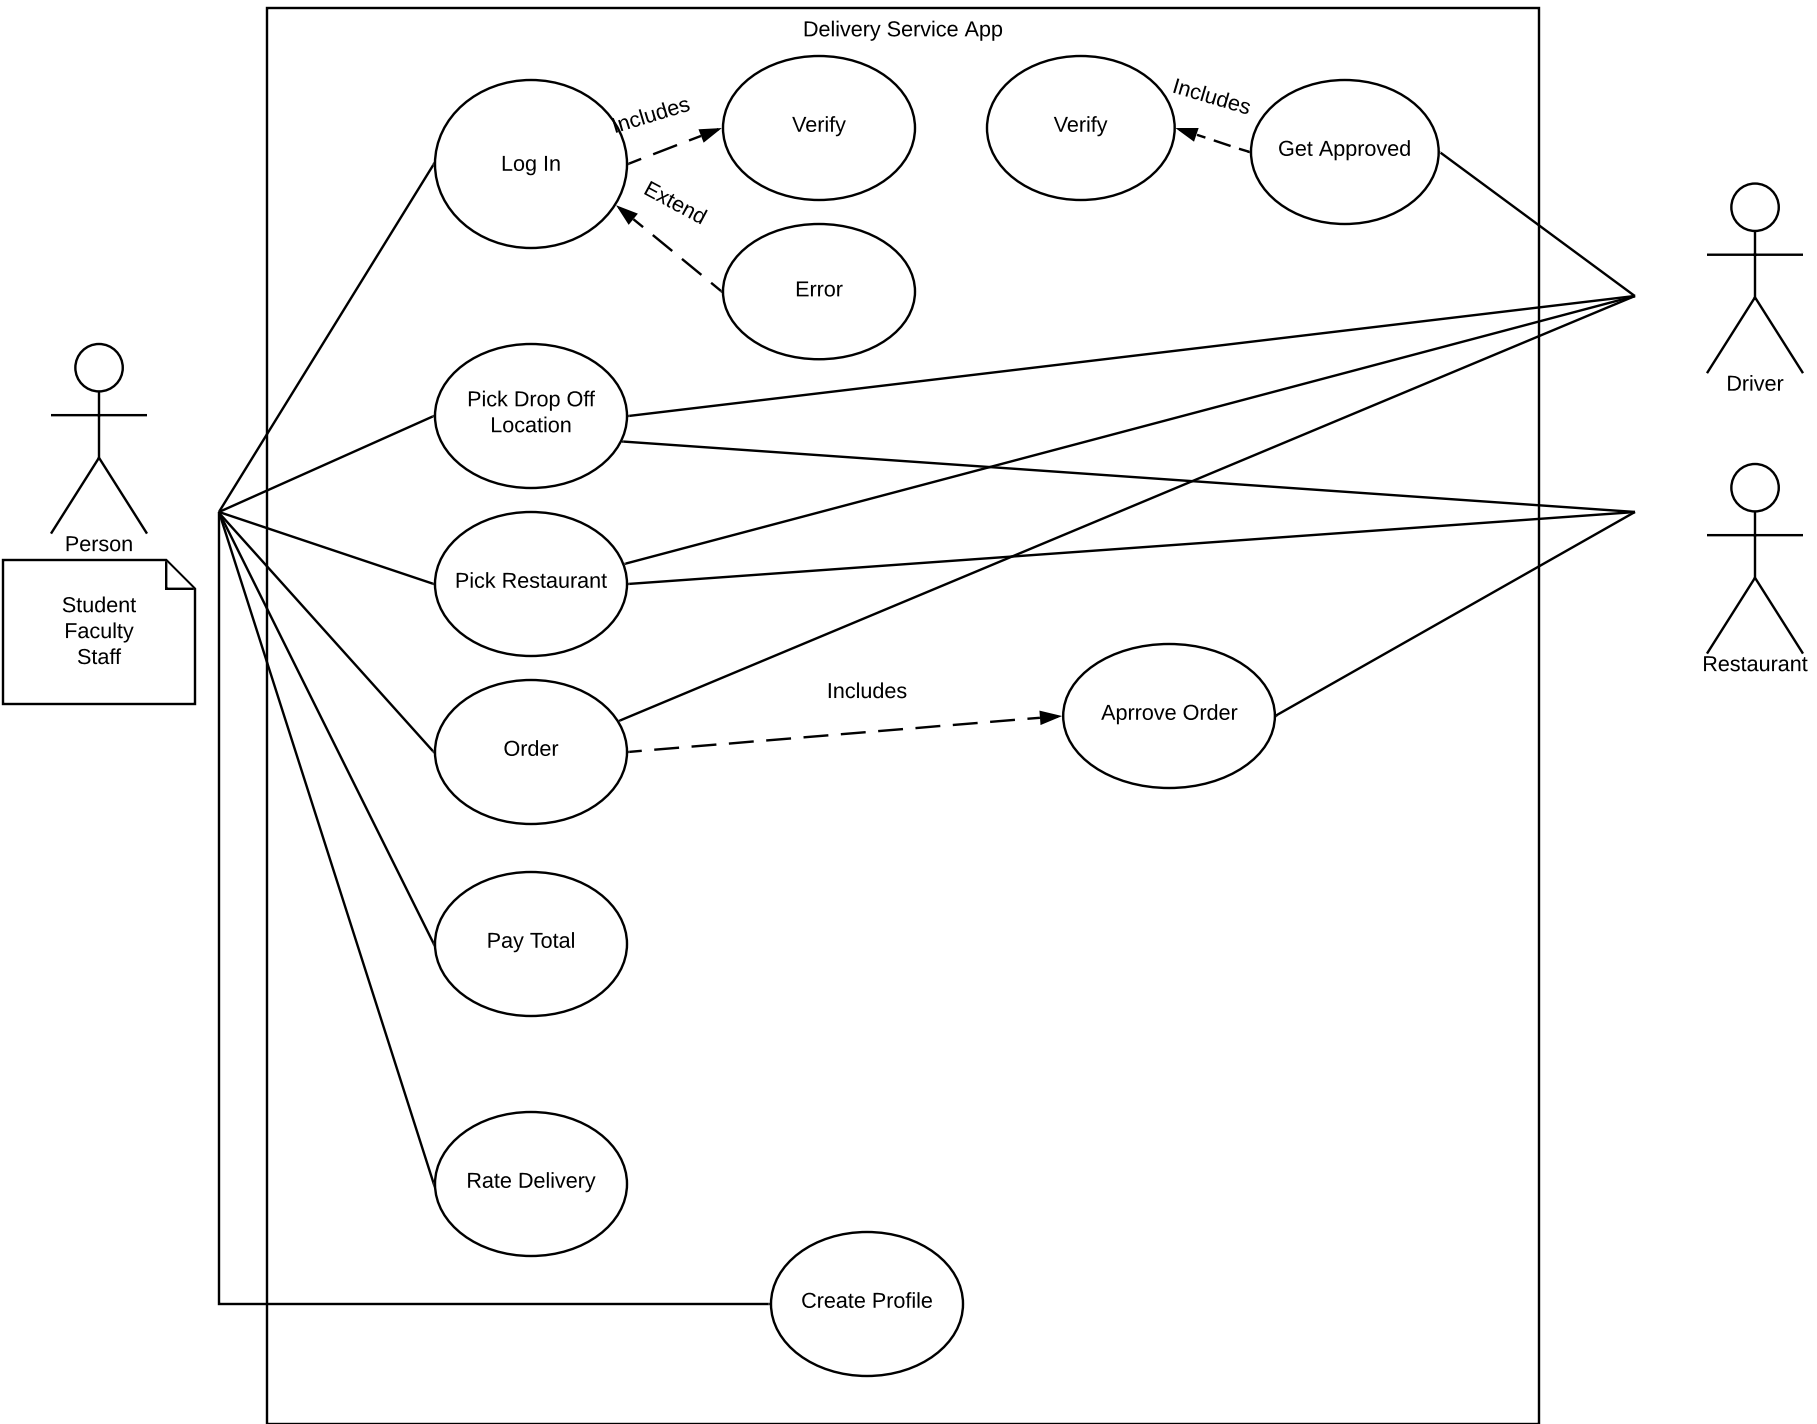 Delivery Service App
Log In
Includes
Verify
Verify
Includes
Get Approved
Extend
Error
Driver
Pick Drop Off
Location
Person
Student
Faculty
Staff
Pick Restaurant
Restaurant
Order
Includes
Aprrove Order
Pay Total
Rate Delivery
Create Profile